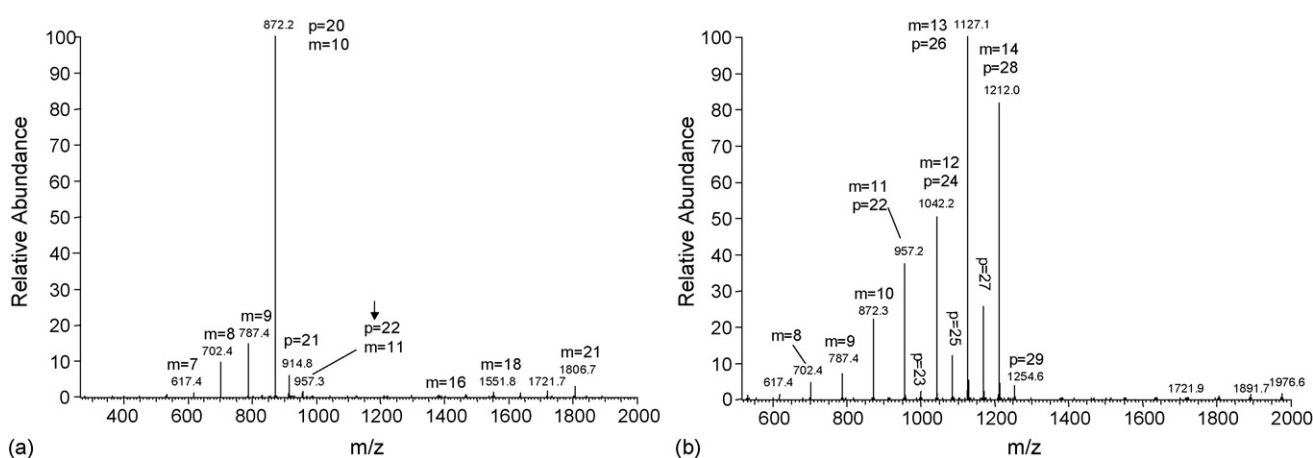 872.2
p=20
m=10
Relative Abundance
100
90
80
70
60
50
40
30
20
10
0
m=7
617.4
m=8
702.4
m=9
787.4
p=21
914.8
957.3
p=22
m=11
m=16
m=18
1551.8
1721.7
m=21
1806.7
400
600
800
1000
1200
1400
1600
1800
2000
m/z
(a)
m=13
p=26
1127.1
m=14
p=28
1212.0
Relative Abundance
100
90
80
70
60
50
40
30
20
10
0
617.4
m=8
702.4
m=9
787.4
m=10
872.3
m=11
p=22
957.2
p=23
m=12
p=24
1042.2
p=25
p=27
p=29
1254.6
1721.9
1891.7
1976.6
600
800
1000
1200
1400
1600
1800
2000
m/z
(b)